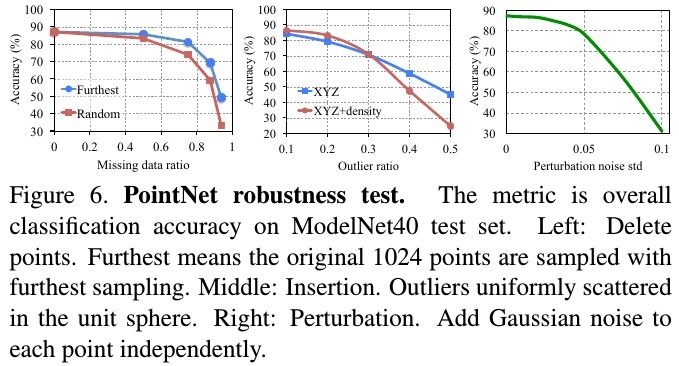 100
90
80
70
60
50
40
30
0
0.2
0.4
0.6
0.8
1
Accuracy (%)
Furthest
Random
Missing data ratio
100
90
80
70
60
50
40
30
20
0.1
0.2
0.3
0.4
0.5
Accuracy (%)
XYZ
XYZ+density
Outlier ratio
90
80
70
60
50
40
30
0
0.05
0.1
Accuracy (%)
Perturbation noise std
Figure 6. PointNet robustness test. The metric is overall
classification accuracy on ModelNet40 test set. Left: Delete
points. Furthest means the original 1024 points are sampled with
furthest sampling. Middle: Insertion. Outliers uniformly scattered
in the unit sphere. Right: Perturbation. Add Gaussian noise to
each point independently.